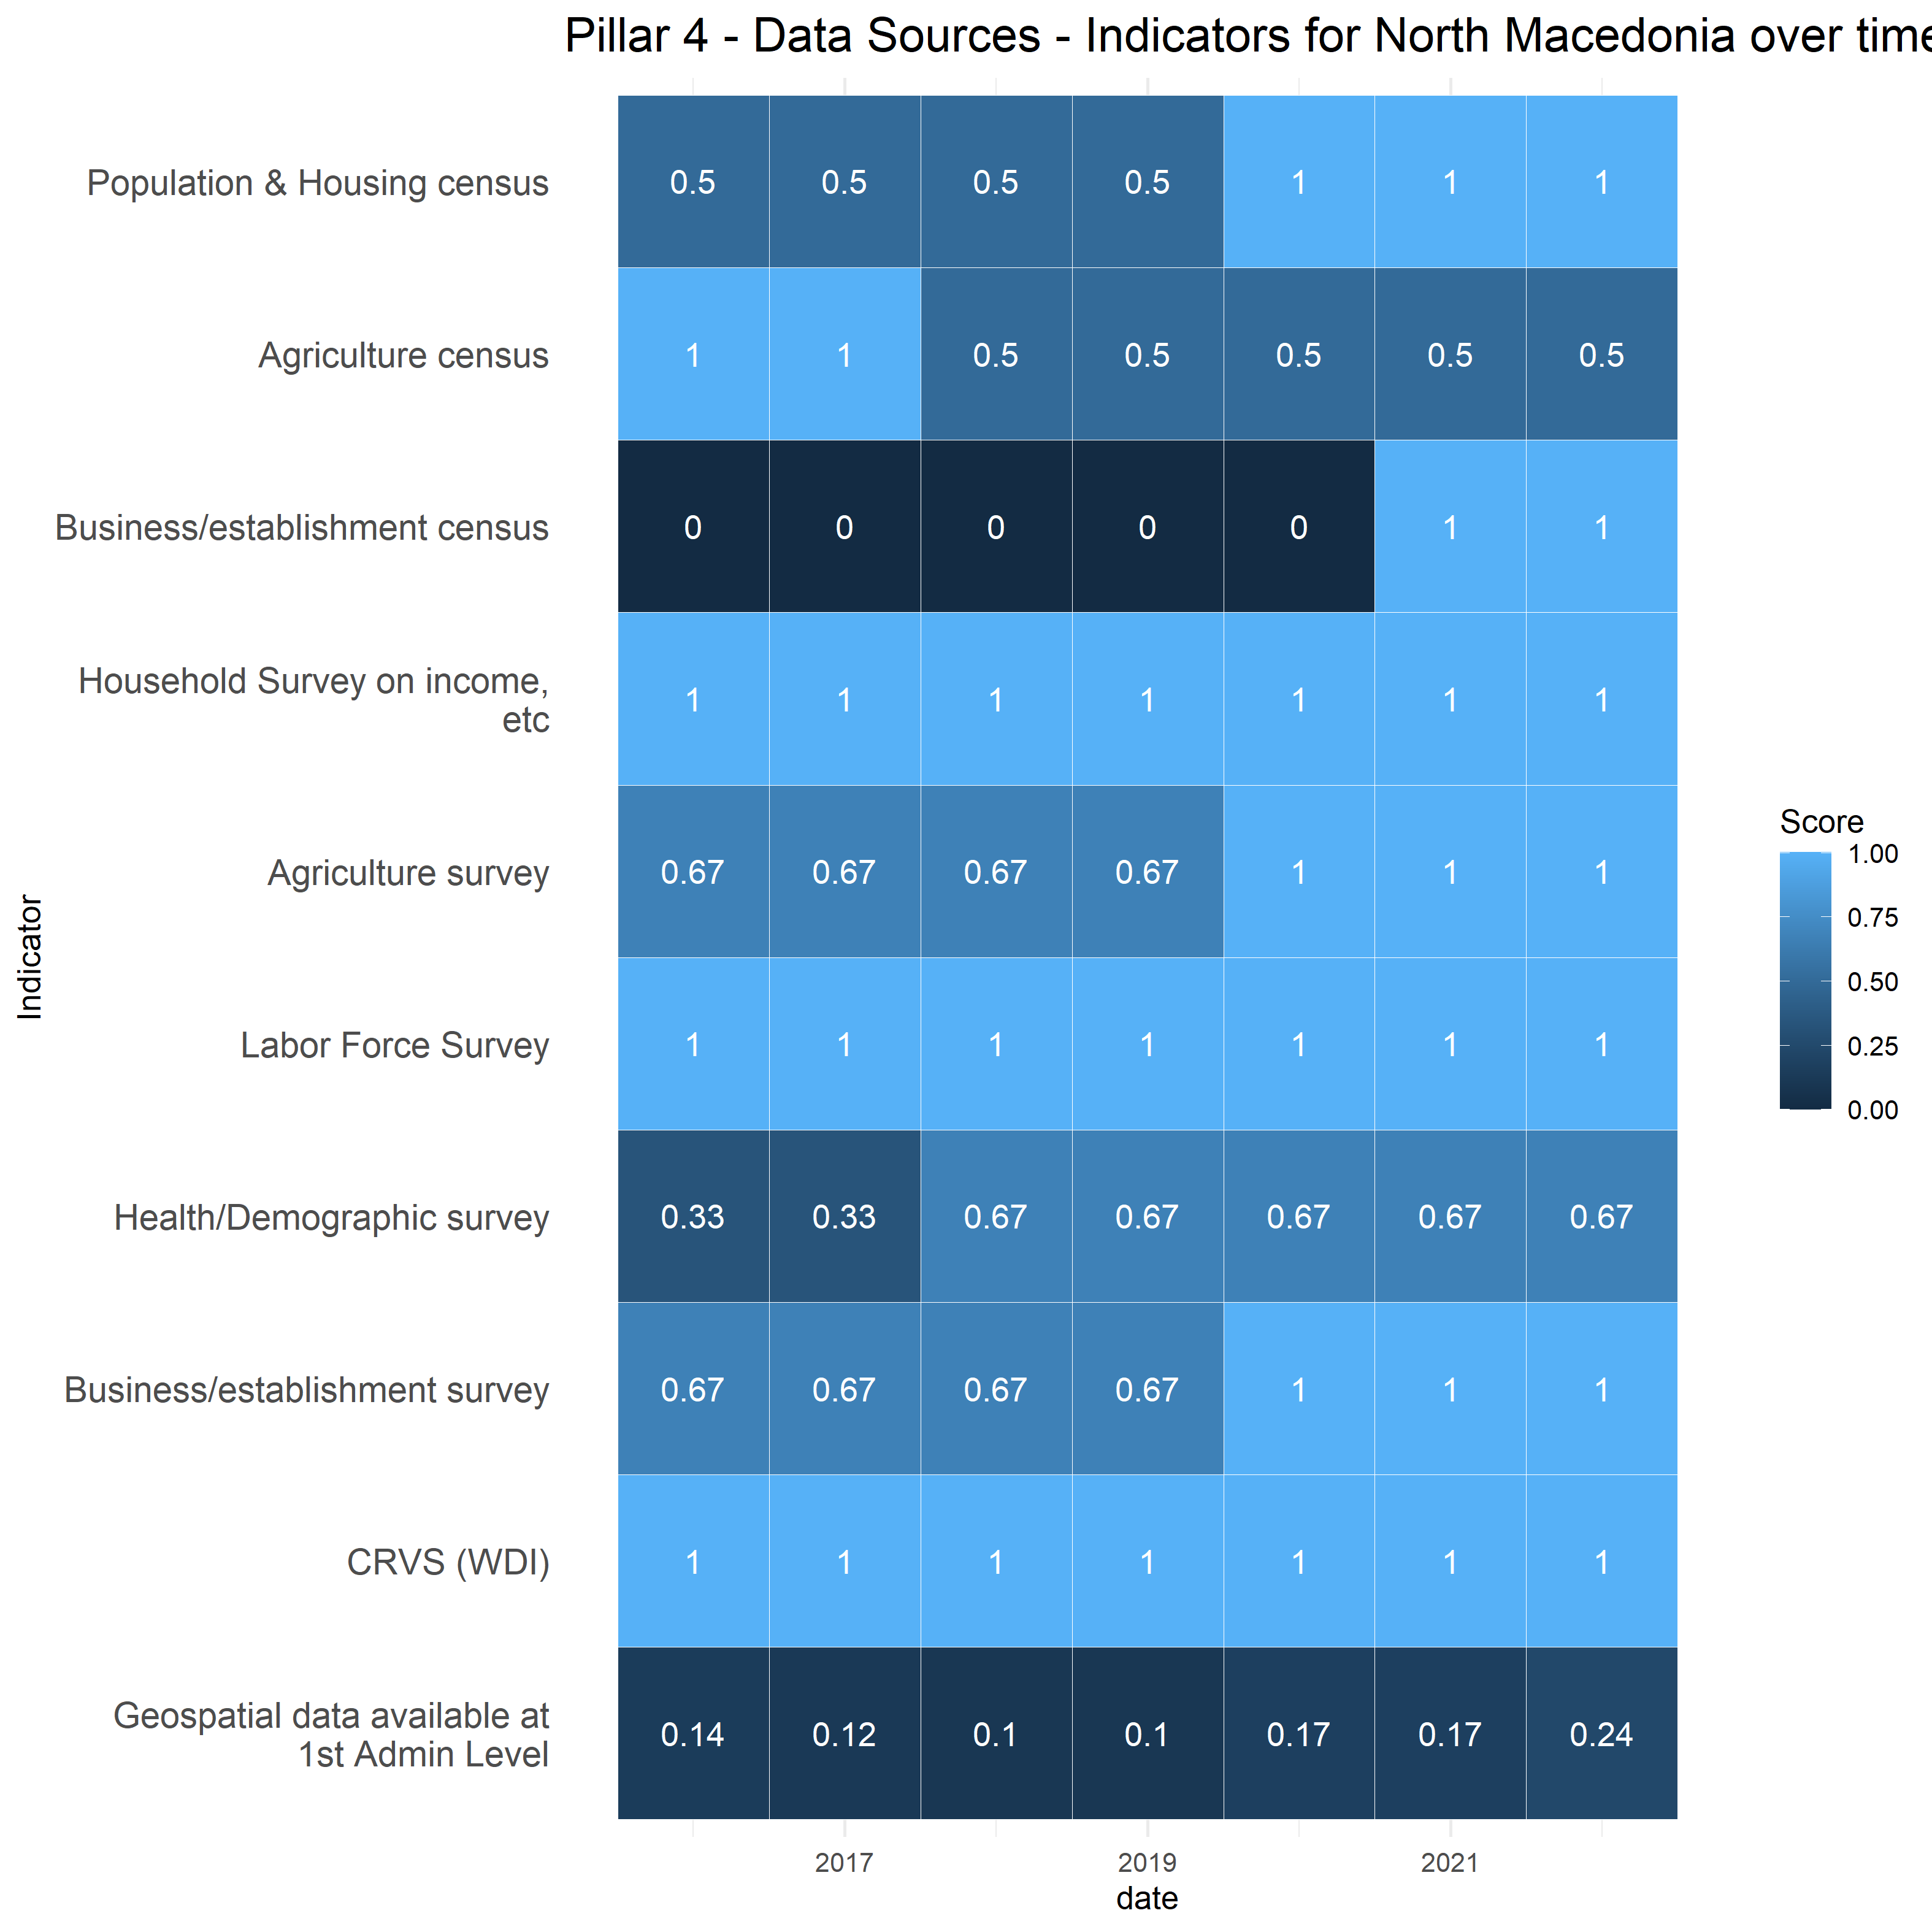 Pillar 4 - Data Sources - Indicators for North Macedonia over time
Population & Housing census
0.5 0.5 0.5 0.5 1 1 1
Agriculture census
1 1 0.5 0.5 0.5 0.5 0.5
Business/establishment census
0 0 0 0 0 1 1
Household Survey on income,
etc
1 1 1 1 1 1 1
Agriculture survey
0.67 0.67 0.67 0.67 1 1 1
Labor Force Survey
1 1 1 1 1 1 1
Health/Demographic survey
0.33 0.33 0.67 0.67 0.67 0.67 0.67
Business/establishment survey
0.67 0.67 0.67 0.67 1 1 1
CRVS (WDI)
1 1 1 1 1 1 1
Geospatial data available at
1st Admin Level
0.14 0.12 0.1 0.1 0.17 0.17 0.24
2017 2019 2021
date
Indicator
Score
1.00
0.75
0.50
0.25
0.00